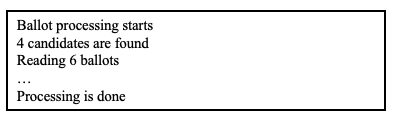 Ballot processing starts
4 candidates are found
Reading 6 ballots
…
Processing is done